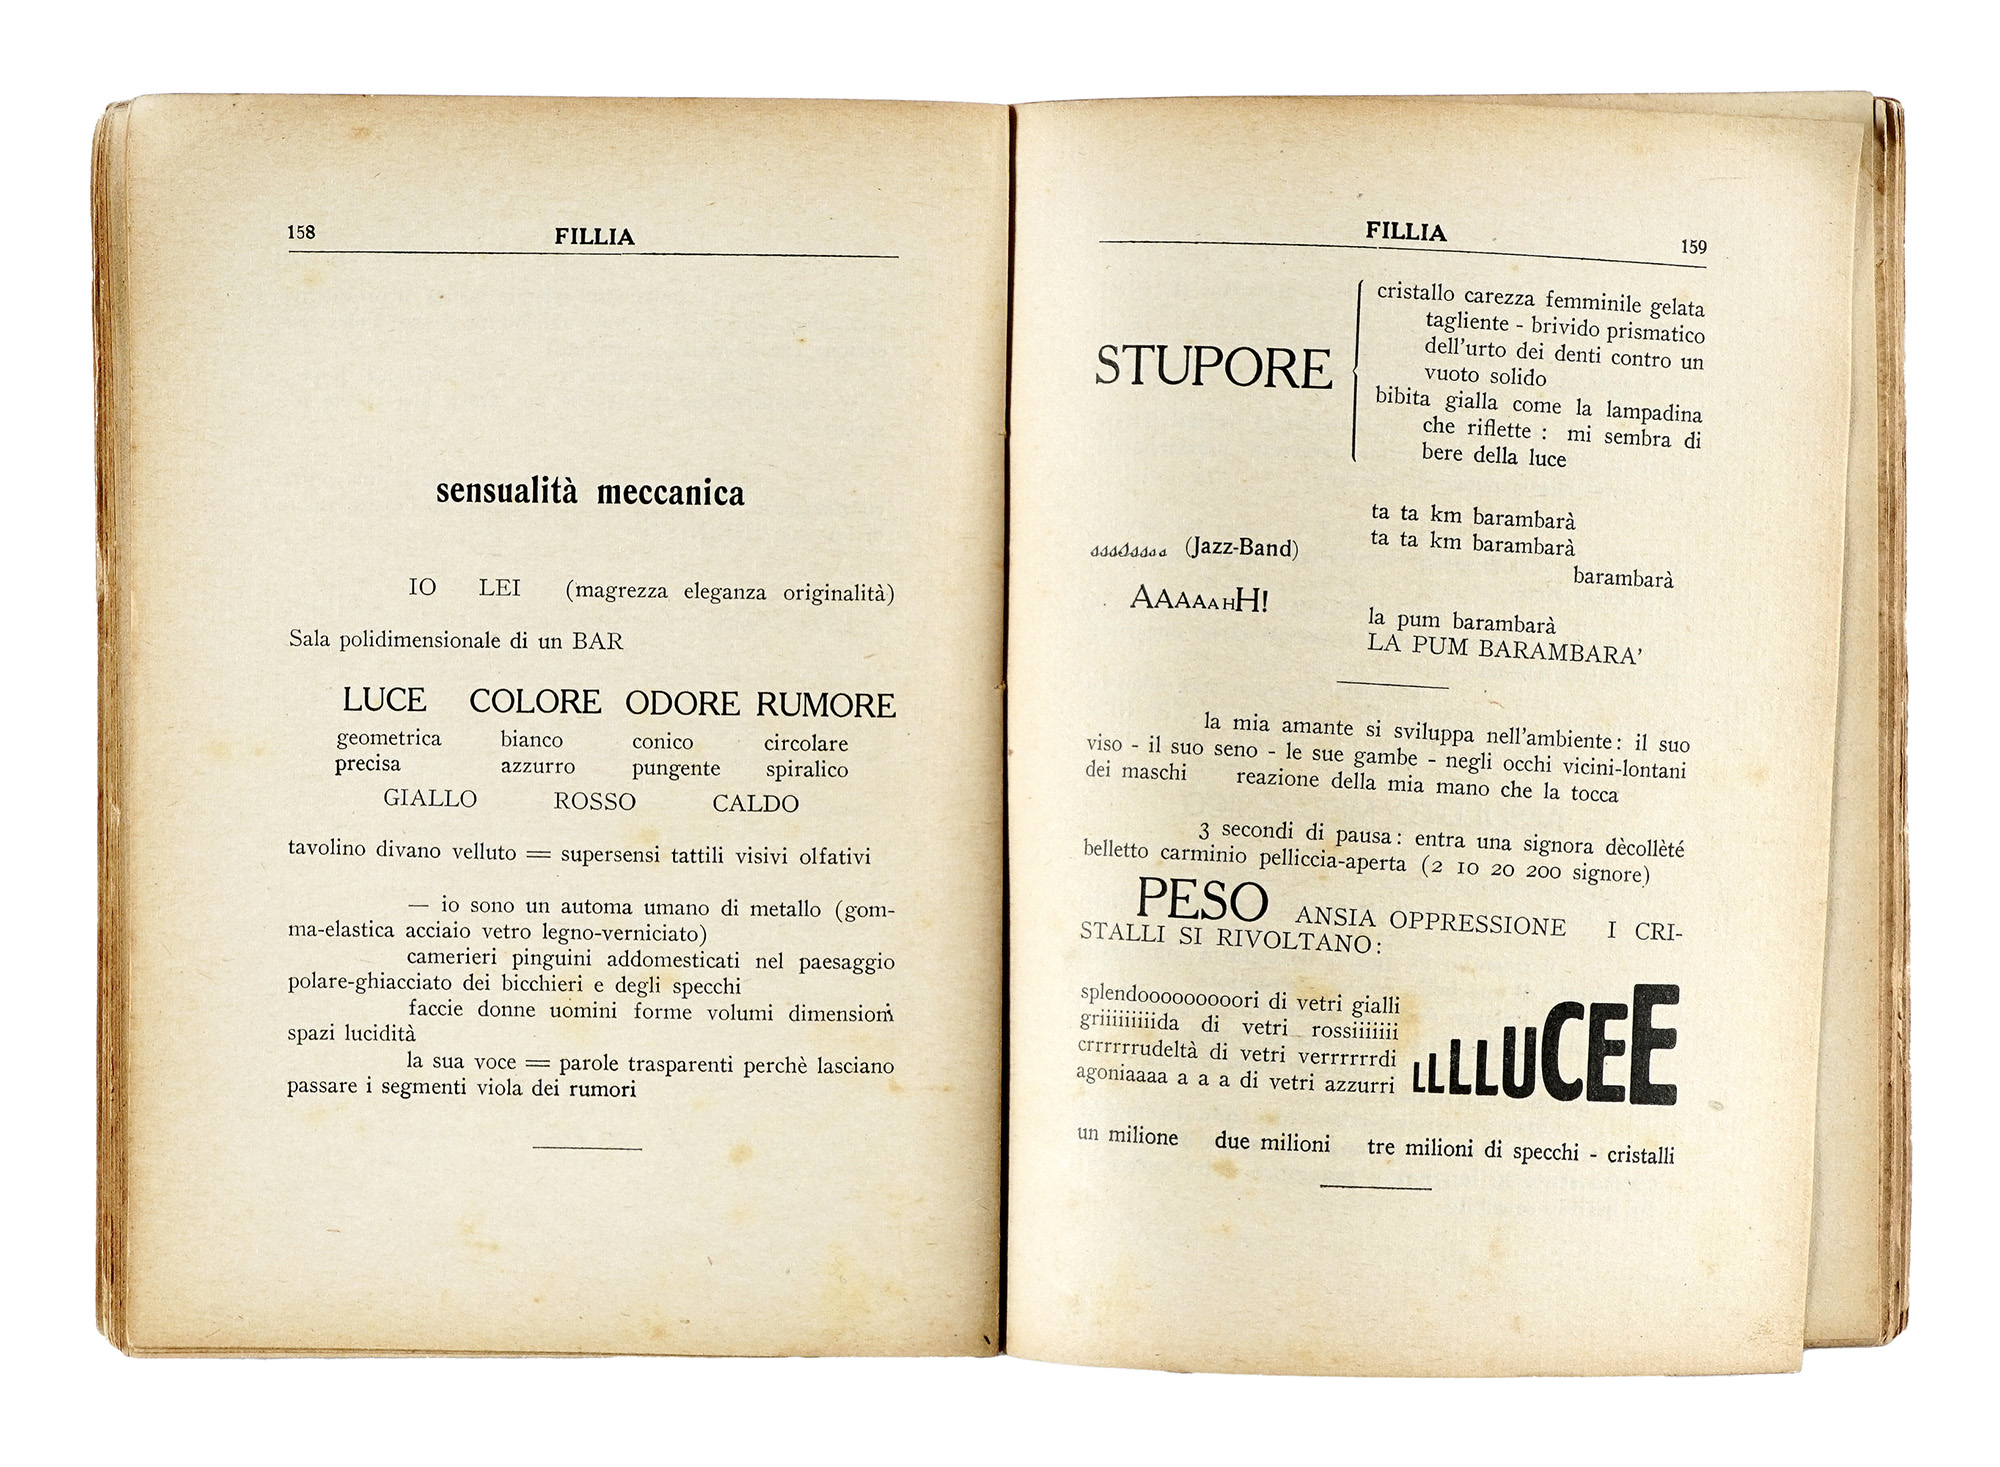 158
FILLIA
sensualità meccanica
IO LEI (magrezza eleganza originalità)
Sala polidimensionale di un BAR
LUCE COLORE ODORE RUMORE
geometrica bianco conico circolare
precisa azzurro pungente spiralico
GIALLO ROSSO CALDO
tavolino divano velluto = supersensi tattili visivi olfativi
— io sono un automa umano di metallo (gom-
ma-elastica acciaio vetro legno-verniciato)
camerieri pinguini addomesticati nel paesaggio
polare-ghiacciato dei bicchieri e degli specchi
faccie donne uomini forme volumi dimensioni
spazi lucidità
la sua voce = parole trasparenti perchè lasciano
passare i segmenti viola dei rumori
FILLIA
159
STUPORE
cristallo carezza femminile gelata
tagliente - brivido prismatico
dell'urto dei denti contro un
vuoto solido
bibita gialla come la lampadina
che riflette : mi sembra di
bere della luce
ta ta km barambarà
(Jazz-Band) ta ta km barambarà
barambarà
AAAAAHH!
la pum barambarà
LA PUM BARAMBARA'
la mia amante si sviluppa nell'ambiente: il suo
viso - il suo seno - le sue gambe - negli occhi vicini-lontani
dei maschi reazione della mia mano che la tocca
3 secondi di pausa: entra una signora dècollèté
belletto carminio pelliccia-aperta (2 10 20 200 signore)
PESO ANSIA OPPRESSIONE I CRI-
STALLI SI RIVOLTANO:
splendooooooooori di vetri gialli
griiiiiiiiida di vetri rossiiiiiii
crrrrrrudeltà di vetri verrrrrrdi
agoniaaaa a a a di vetri azzurri
LLLLLUCEE
un milione due milioni tre milioni di specchi - cristalli